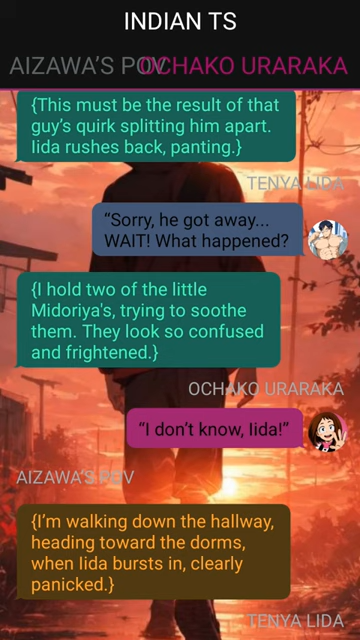 INDIAN TS
AIZAWA'S POV
OCHAKO URARAKA
{This must be the result of that
guy's quirk splitting him apart.
Iida rushes back, panting.}
TENYA LIDA
“Sorry, he got away...
WAIT! What happened?
{I hold two of the little
Midoriya's, trying to soothe
them. They look so confused
and frightened.}
OCHAKO URARAKA
“I don't know, Iida!”
AIZAWA'S POV
{I'm walking down the hallway,
heading toward the dorms,
when Iida bursts in, clearly
panicked.}
TENYA LIDA